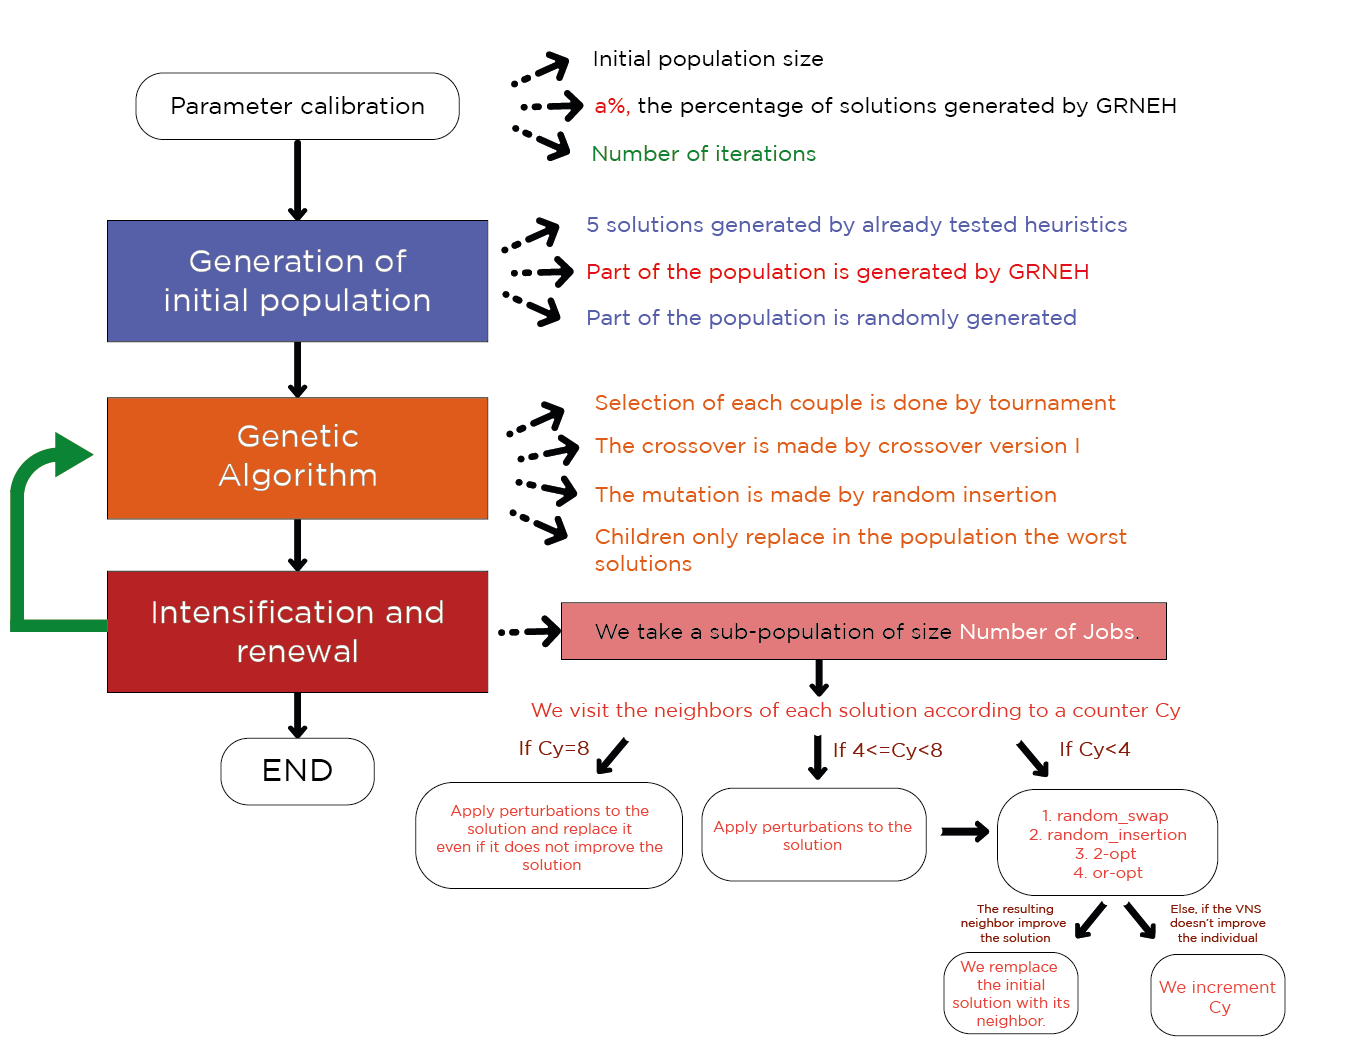 Parameter calibration
Initial population size
a%, the percentage of solutions generated by GRNEH
Number of iterations
Generation of
initial population
5 solutions generated by already tested heuristics
Part of the population is generated by GRNEH
Part of the population is randomly generated
Genetic
Algorithm
Selection of each couple is done by tournament
The crossover is made by crossover version I
The mutation is made by random insertion
Children only replace in the population the worst
solutions
Intensification and
renewal
We take a sub-population of size Number of Jobs.
We visit the neighbors of each solution according to a counter Cy
END
If Cy=8
If 4<=Cy<8
If Cy<4
Apply perturbations to the
solution and replace it
even if it does not improve the
solution
Apply perturbations to the
solution
1. random_swap
2. random_insertion
3. 2-opt
4. or-opt
The resulting
neighbor improve
the solution
Else, if the VNS
doesn't improve
the individual
We remplace
the initial
solution with its
neighbor.
We increment
Cy